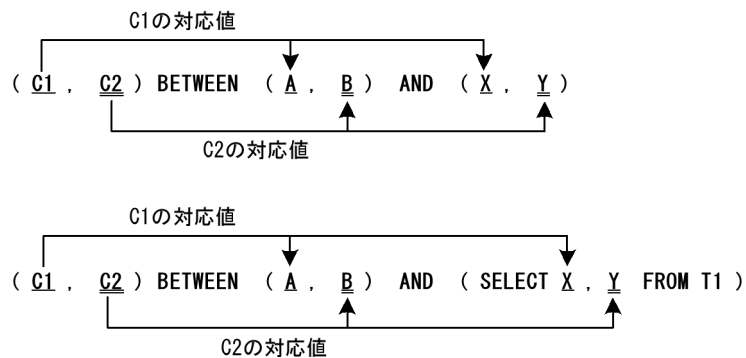 C1の対応値
( C1 , C2 ) BETWEEN ( A , B ) AND ( X , Y )
C2の対応値
C1の対応値
( C1 , C2 ) BETWEEN ( A , B ) AND ( SELECT X , Y FROM T1 )
C2の対応値